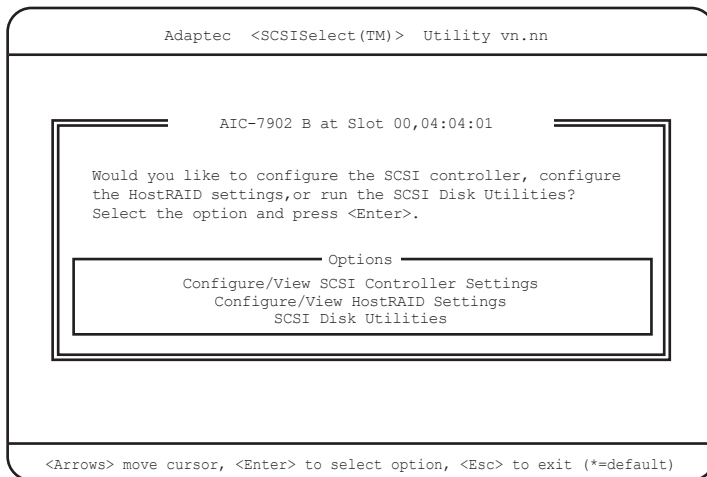 Adaptec <SCSISelect(TM)> Utility vn.nn
AIC-7902 B at Slot 00,04:04:01
Would you like to configure the SCSI controller, configure
the HostRAID settings,or run the SCSI Disk Utilities?
Select the option and press <Enter>.
Options
Configure/View SCSI Controller Settings
Configure/View HostRAID Settings
SCSI Disk Utilities
<Arrows> move cursor, <Enter> to select option, <Esc> to exit (*=default)